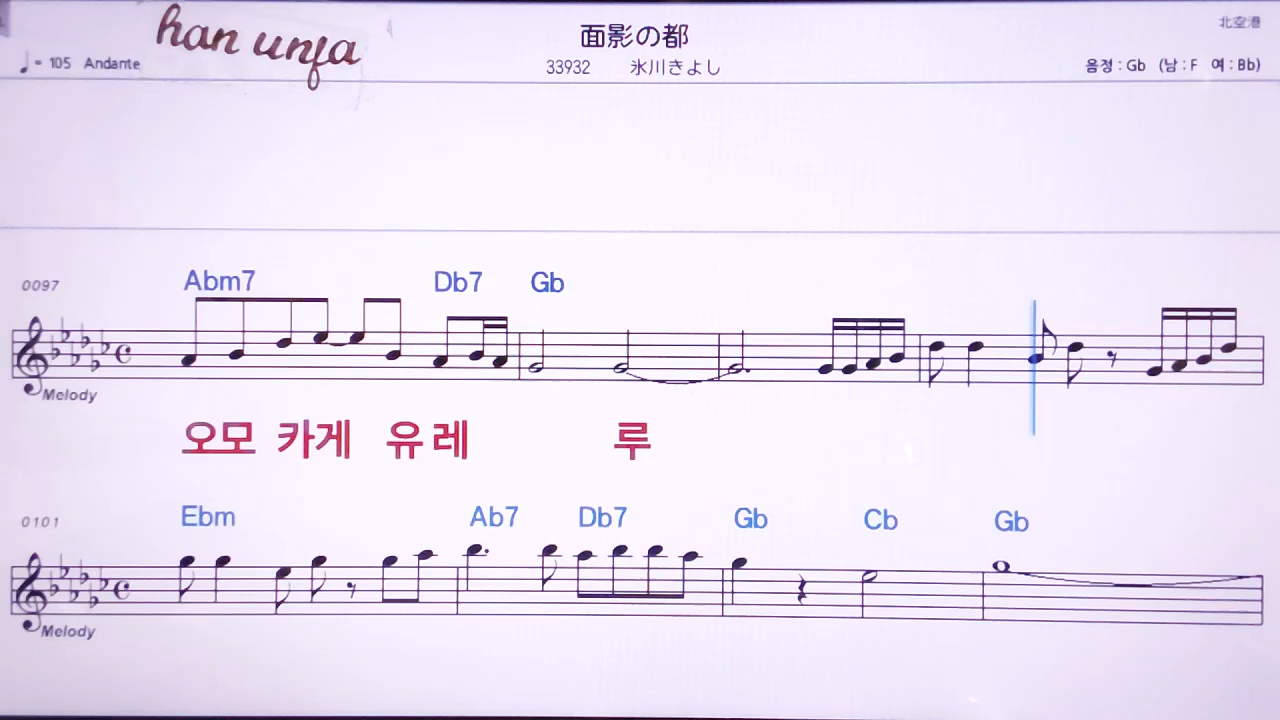 han unfa
面影の都
北空港
♩= 105 Andante
33932 氷川きよし
음정 : Gb (남 : F 여 : Bb)
0097
Abm7 Db7 Gb
Melody
오모 카게 유레 루
0101
Ebm Ab7 Db7 Gb Cb Gb
Melody